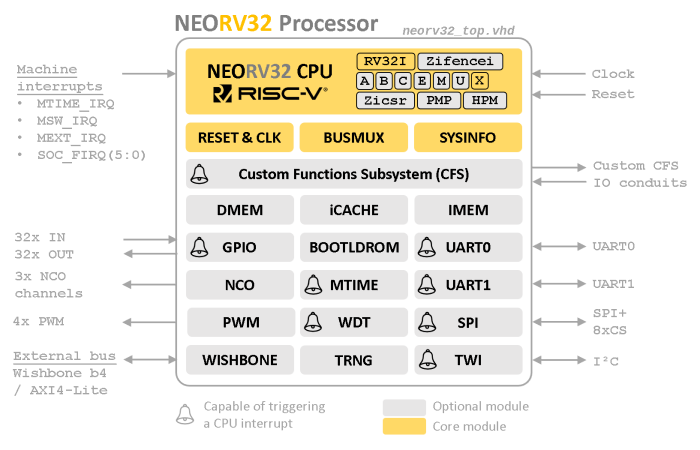 NEORV32 Processor
neorv32_top.vhd
Machine
interrupts
• MTIME_IRQ
• MSW_IRQ
• MEXT_IRQ
• SOC_FIRQ(5:0)
NEORV32 CPU
RISC-V®
RV32I Zifencei
A B C E M U X
Zicsr PMP HPM
Clock
Reset
RESET & CLK BUSMUX SYSINFO
Custom Functions Subsystem (CFS)
Custom CFS
IO conduits
DMEM iCACHE IMEM
32x IN
32x OUT
GPIO BOOTLDROM UART0
UART0
3x NCO
channels
NCO MTIME UART1
UART1
4x PWM
PWM WDT SPI
SPI+
8xCS
External bus
Wishbone b4
/ AXI4-Lite
WISHBONE TRNG TWI
I²C
Capable of triggering
a CPU interrupt
Optional module
Core module